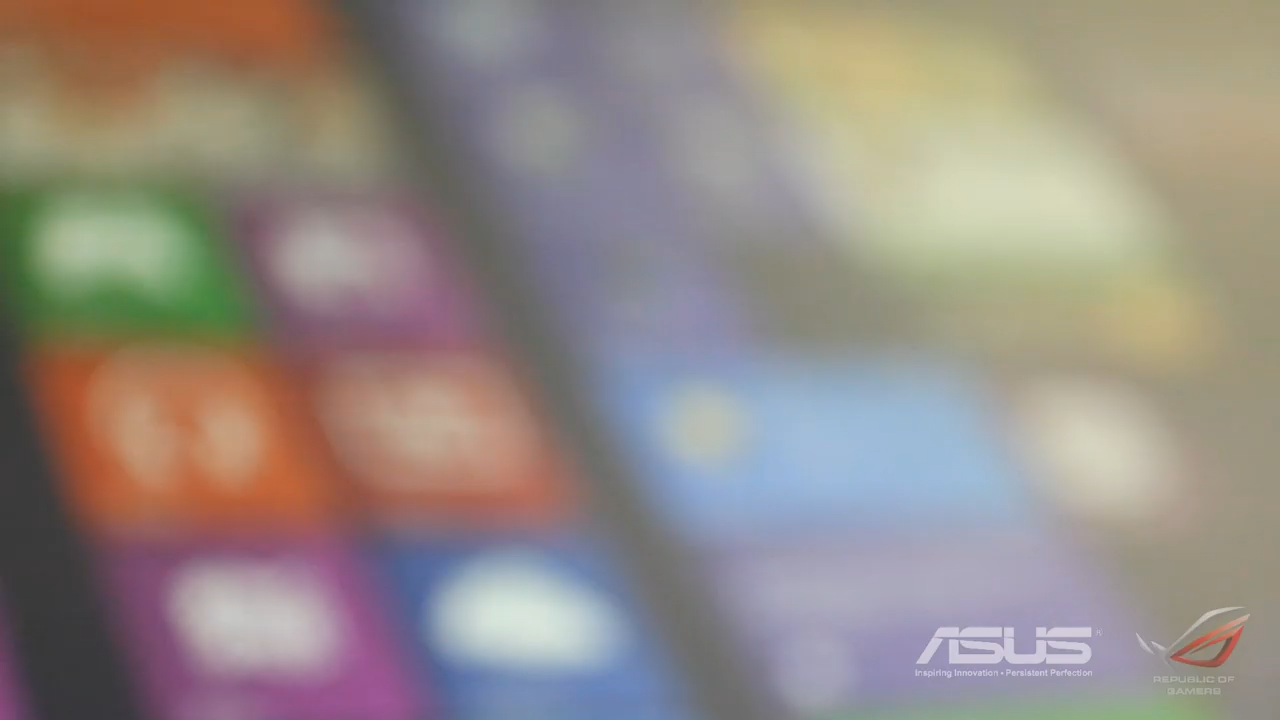 ASUS
Inspiring Innovation • Persistent Perfection
REPUBLIC OF
GAMERS